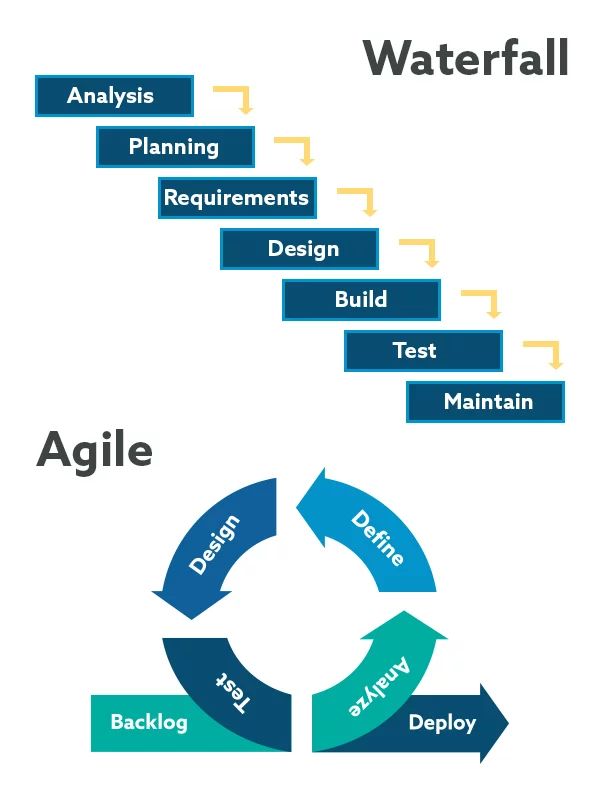 Waterfall
Analysis
Planning
Requirements
Design
Build
Test
Maintain
Agile
Design
Define
Test
Analyze
Backlog
Deploy